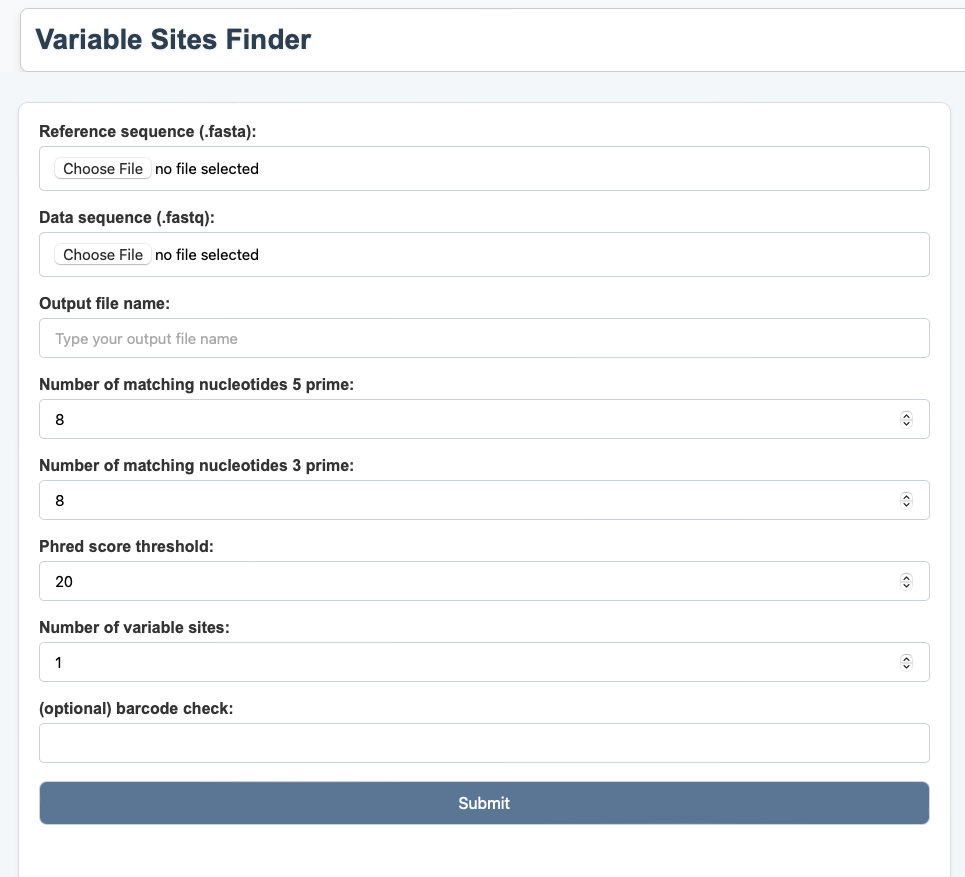 Variable Sites Finder
Reference sequence (.fasta):
Choose File no file selected
Data sequence (.fastq):
Choose File no file selected
Output file name:
Type your output file name
Number of matching nucleotides 5 prime:
8
Number of matching nucleotides 3 prime:
8
Phred score threshold:
20
Number of variable sites:
1
(optional) barcode check:
Submit